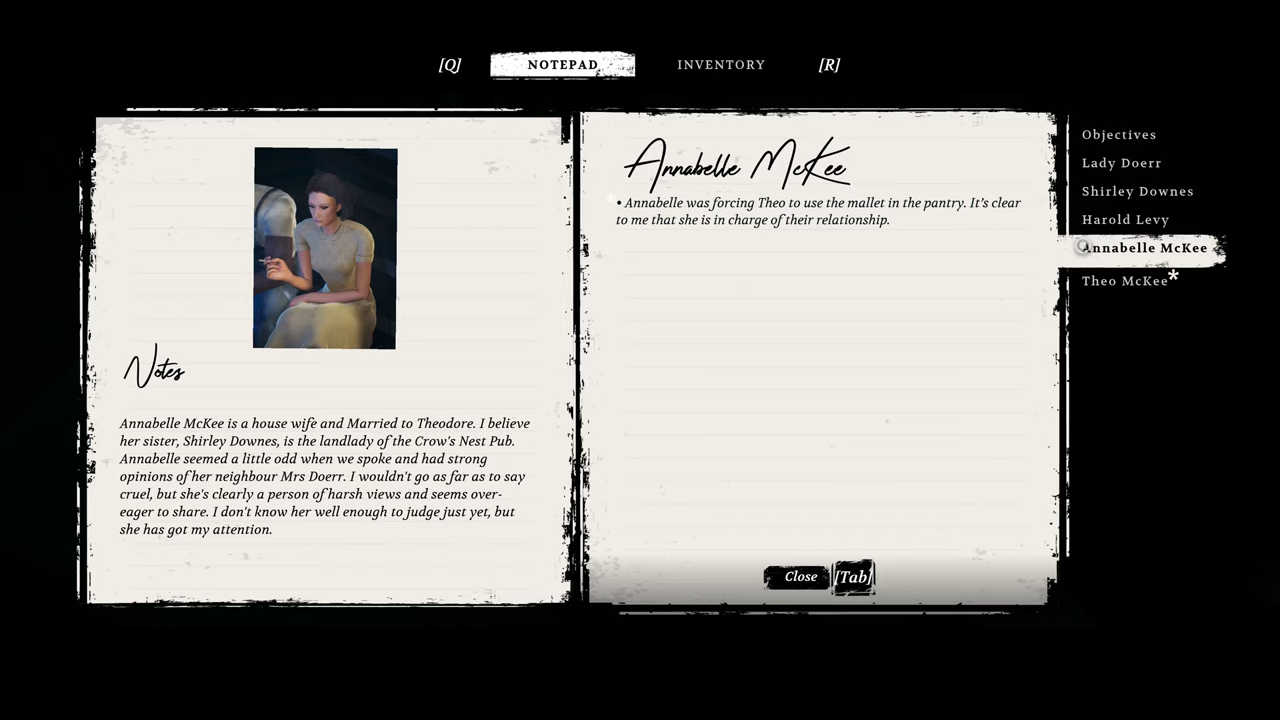 [Q] NOTEPAD INVENTORY [R]
Notes
Annabelle McKee is a house wife and Married to Theodore. I believe
her sister, Shirley Downes, is the landlady of the Crow's Nest Pub.
Annabelle seemed a little odd when we spoke and had strong
opinions of her neighbour Mrs Doerr. I wouldn't go as far as to say
cruel, but she's clearly a person of harsh views and seems over-
eager to share. I don't know her well enough to judge just yet, but
she has got my attention.
Annabelle McKee
• Annabelle was forcing Theo to use the mallet in the pantry. It's clear
to me that she is in charge of their relationship.
Close [Tab]
Objectives
Lady Doerr
Shirley Downes
Harold Levy
Annabelle McKee
Theo McKee*